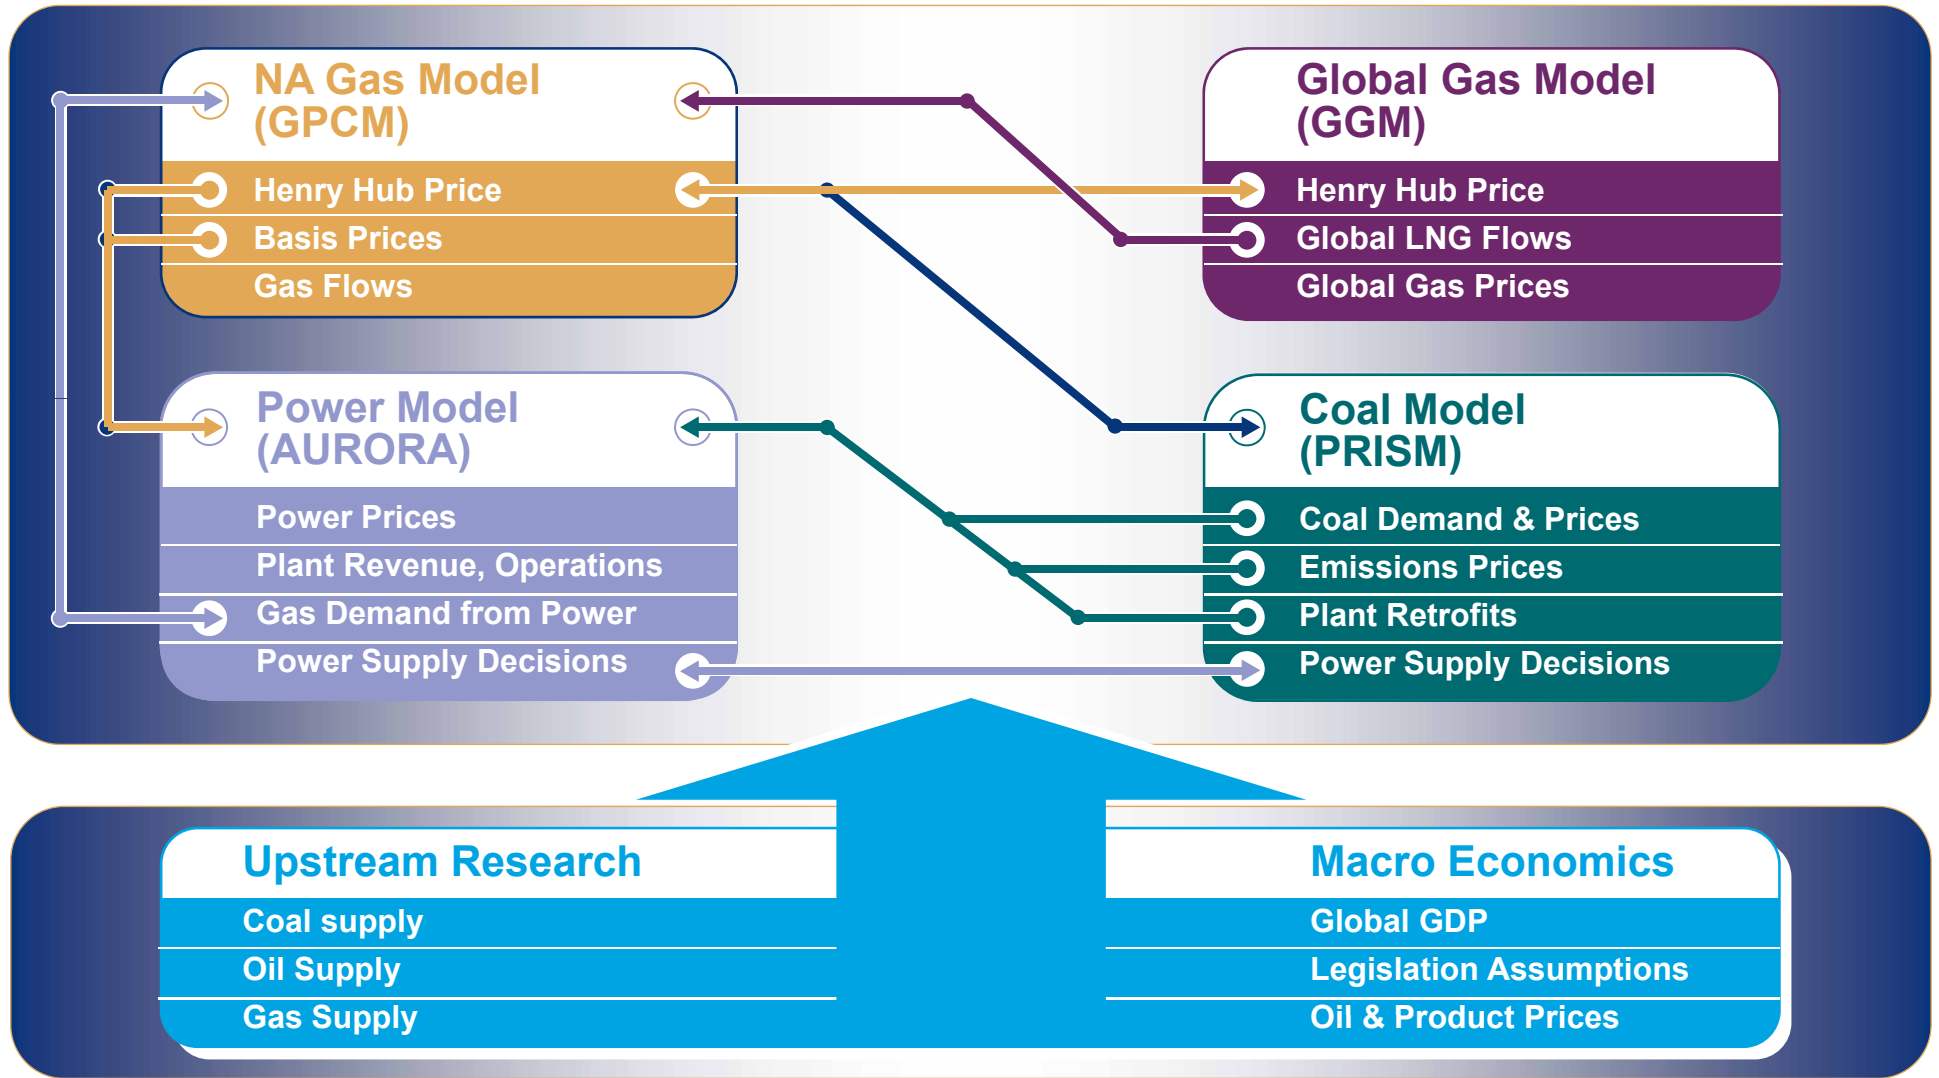 NA Gas Model
(GPCM)
Henry Hub Price
Basis Prices
Gas Flows
Global Gas Model
(GGM)
Henry Hub Price
Global LNG Flows
Global Gas Prices
Power Model
(AURORA)
Power Prices
Plant Revenue, Operations
Gas Demand from Power
Power Supply Decisions
Coal Model
(PRISM)
Coal Demand & Prices
Emissions Prices
Plant Retrofits
Power Supply Decisions
Upstream Research
Coal supply
Oil Supply
Gas Supply
Macro Economics
Global GDP
Legislation Assumptions
Oil & Product Prices